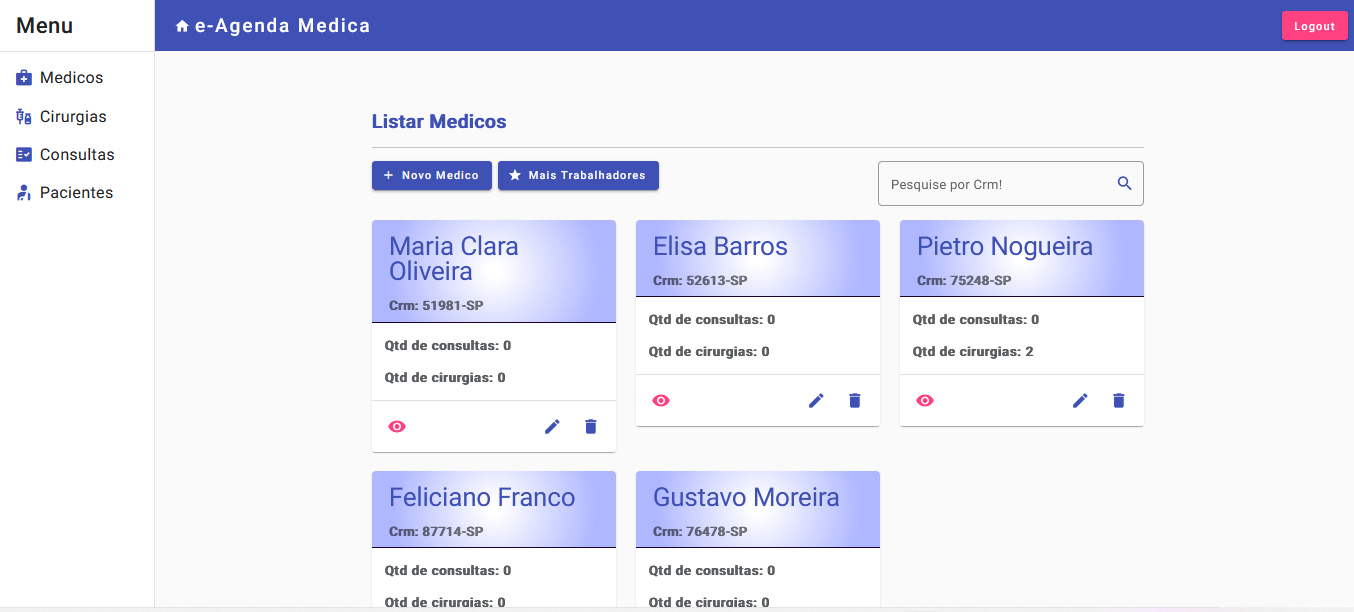 Menu
e-Agenda Medica
Logout
Medicos
Cirurgias
Consultas
Pacientes
Listar Medicos
Novo Medico
Mais Trabalhadores
Pesquise por Crm!
Maria Clara
Oliveira
Crm: 51981-SP
Qtd de consultas: 0
Qtd de cirurgias: 0
Elisa Barros
Crm: 52613-SP
Qtd de consultas: 0
Qtd de cirurgias: 0
Pietro Nogueira
Crm: 75248-SP
Qtd de consultas: 0
Qtd de cirurgias: 2
Feliciano Franco
Crm: 87714-SP
Qtd de consultas: 0
Qtd de cirurgias: 0
Gustavo Moreira
Crm: 76478-SP
Qtd de consultas: 0
Qtd de cirurgias: 0